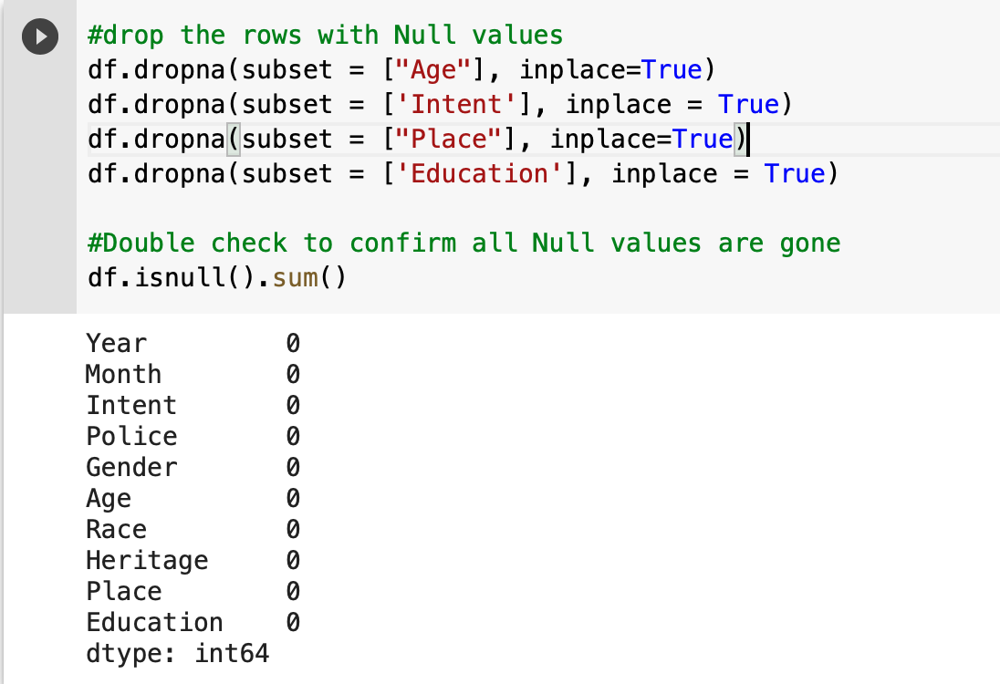 #drop the rows with Null values
df.dropna(subset = ["Age"], inplace=True)
df.dropna(subset = ['Intent'], inplace = True)
df.dropna(subset = ["Place"], inplace=True)
df.dropna(subset = ['Education'], inplace = True)
#Double check to confirm all Null values are gone
df.isnull().sum()
Year 0
Month 0
Intent 0
Police 0
Gender 0
Age 0
Race 0
Heritage 0
Place 0
Education 0
dtype: int64